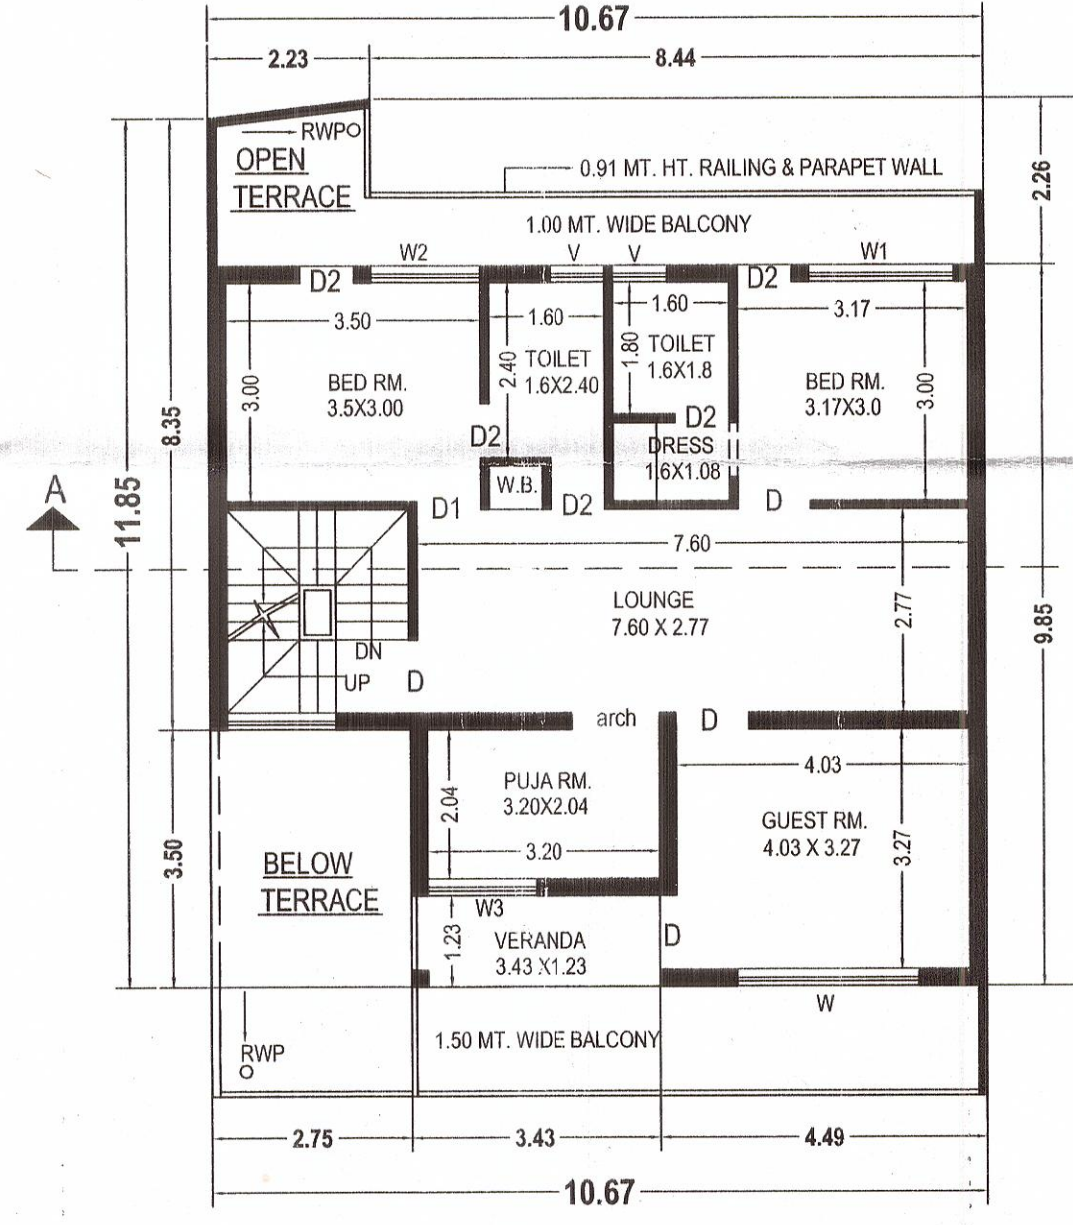 10.67
2.23
8.44
RWP
OPEN
TERRACE
0.91 MT. HT. RAILING & PARAPET WALL
2.26
1.00 MT. WIDE BALCONY
W2
V
V
W1
D2
D2
3.50
1.60
1.60
3.17
BED RM.
3.5X3.00
3.00
2.40
TOILET
1.6X2.40
1.80
TOILET
1.6X1.8
BED RM.
3.17X3.0
3.00
8.35
11.85
D2
D2
DRESS
1.6X1.08
W.B.
A
D1
D2
D
7.60
LOUNGE
7.60 X 2.77
2.77
9.85
DN
UP
D
arch
D
4.03
PUJA RM.
3.20X2.04
2.04
3.20
GUEST RM.
4.03 X 3.27
3.27
3.50
BELOW
TERRACE
W3
VERANDA
3.43 X1.23
1.23
D
W
1.50 MT. WIDE BALCONY
RWP
2.75
3.43
4.49
10.67